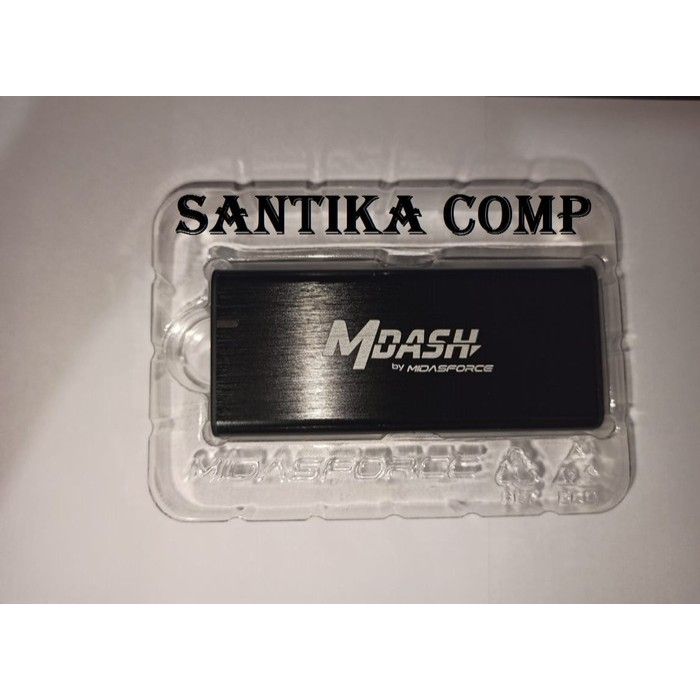 SANTIKA COMP
MDASH
by MIDASFORCE
MIDASFORCE